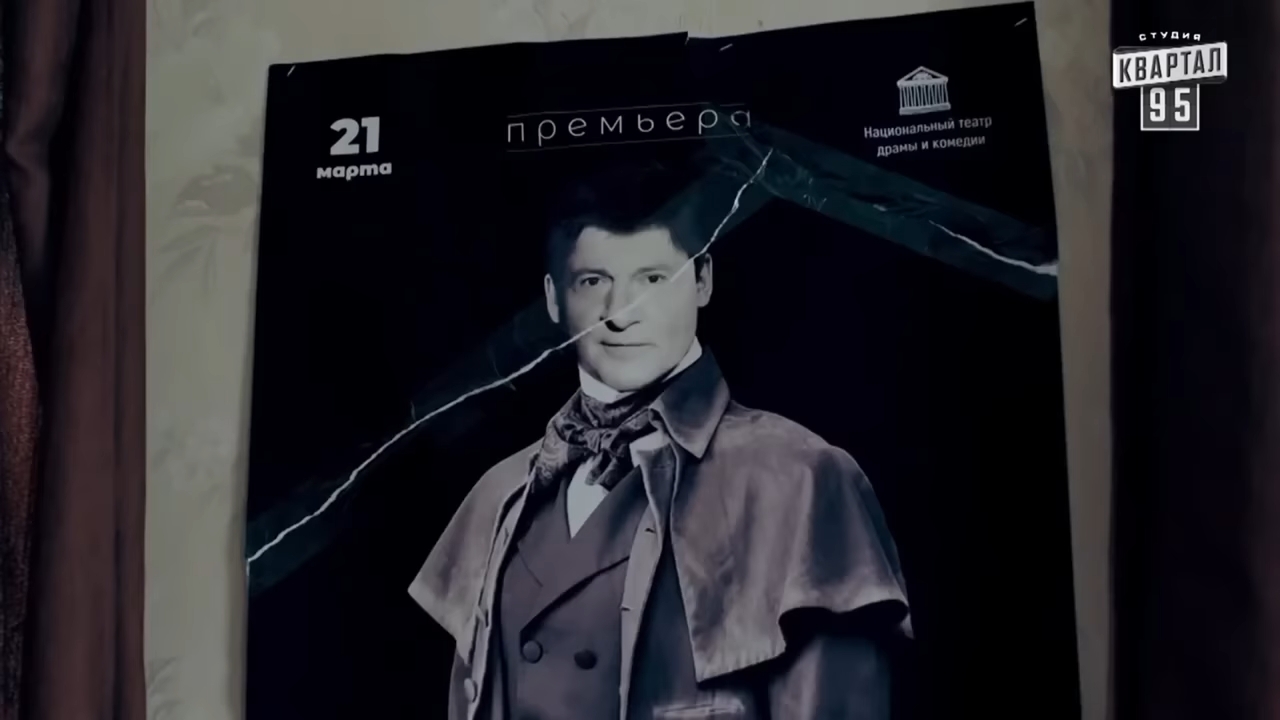 СТУДИЯ
КВАРТАЛ
95
21
марта
премьера
Национальный театр
драмы и комедии